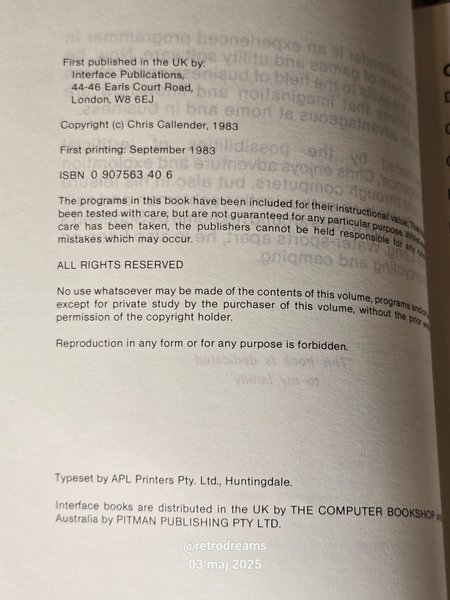 First published in the UK by:
Interface Publications,
44-46 Earls Court Road,
London, W8 6EJ
Copyright (c) Chris Callender, 1983
First printing: September 1983
ISBN 0 907563 40 6
The programs in this book have been included for their instructional value. They
been tested with care, but are not guaranteed for any particular purpose. Whilst
care has been taken, the publishers cannot be held responsible for any
mistakes which may occur.
ALL RIGHTS RESERVED
No use whatsoever may be made of the contents of this volume, programs
except for private study by the purchaser of this volume, without the prior
permission of the copyright holder.
Reproduction in any form or for any purpose is forbidden.
Typeset by APL Printers Pty. Ltd., Huntingdale.
Interface books are distributed in the UK by THE COMPUTER BOOKSHOP
Australia by PITMAN PUBLISHING PTY LTD.
@retrodreams
03 maj 2025